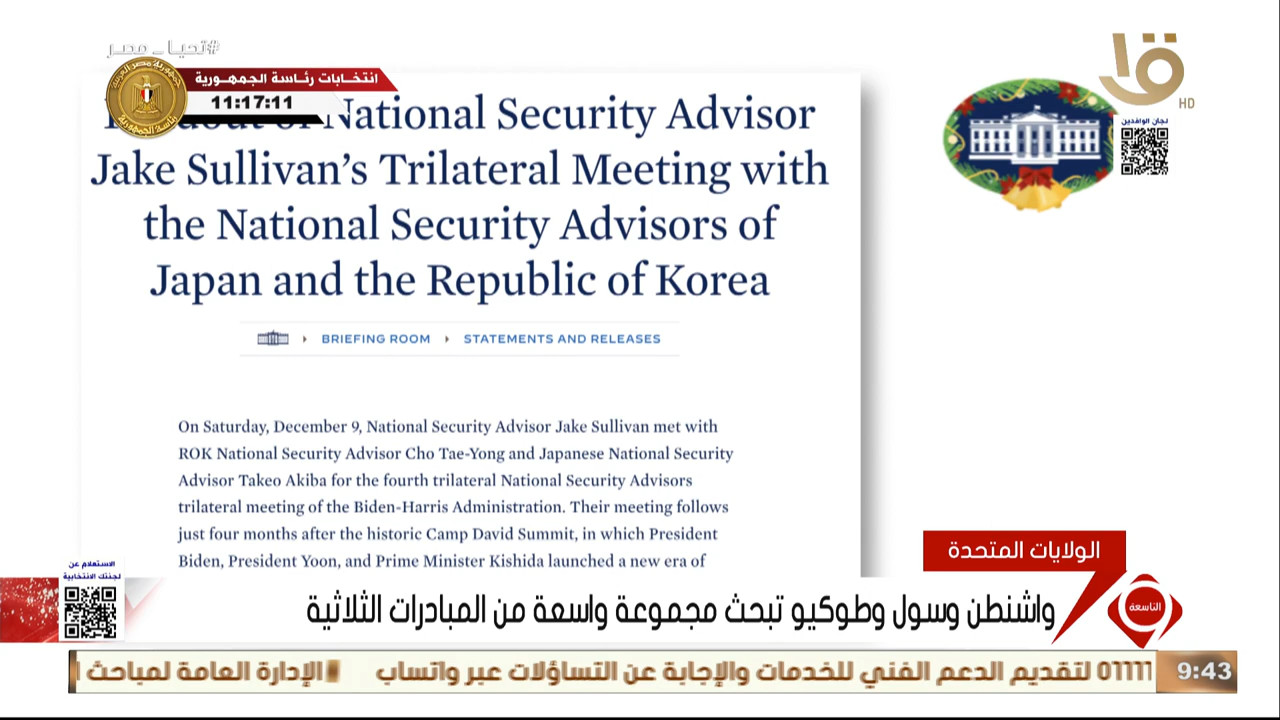 #تحيا_مصر
انتخابات رئاسة الجمهورية
11:17:11
HD
لجان الوافدين
of National Security Advisor
Jake Sullivan’s Trilateral Meeting with
the National Security Advisors of
Japan and the Republic of Korea
BRIEFING ROOM
STATEMENTS AND RELEASES
On Saturday, December 9, National Security Advisor Jake Sullivan met with
ROK National Security Advisor Cho Tae-Yong and Japanese National Security
Advisor Takeo Akiba for the fourth trilateral National Security Advisors
trilateral meeting of the Biden-Harris Administration. Their meeting follows
just four months after the historic Camp David Summit, in which President
Biden, President Yoon, and Prime Minister Kishida launched a new era of
الولايات المتحدة
الاستعلام عن
لجنتك الانتخابية
واشنطن وسول وطوكيو تبحث مجموعة واسعة من المبادرات الثلاثية
التاسعة
01111 لتقديم الدعم الفني للخدمات والإجابة عن التساؤلات عبر واتساب الإدارة العامة لمباحث
9:43